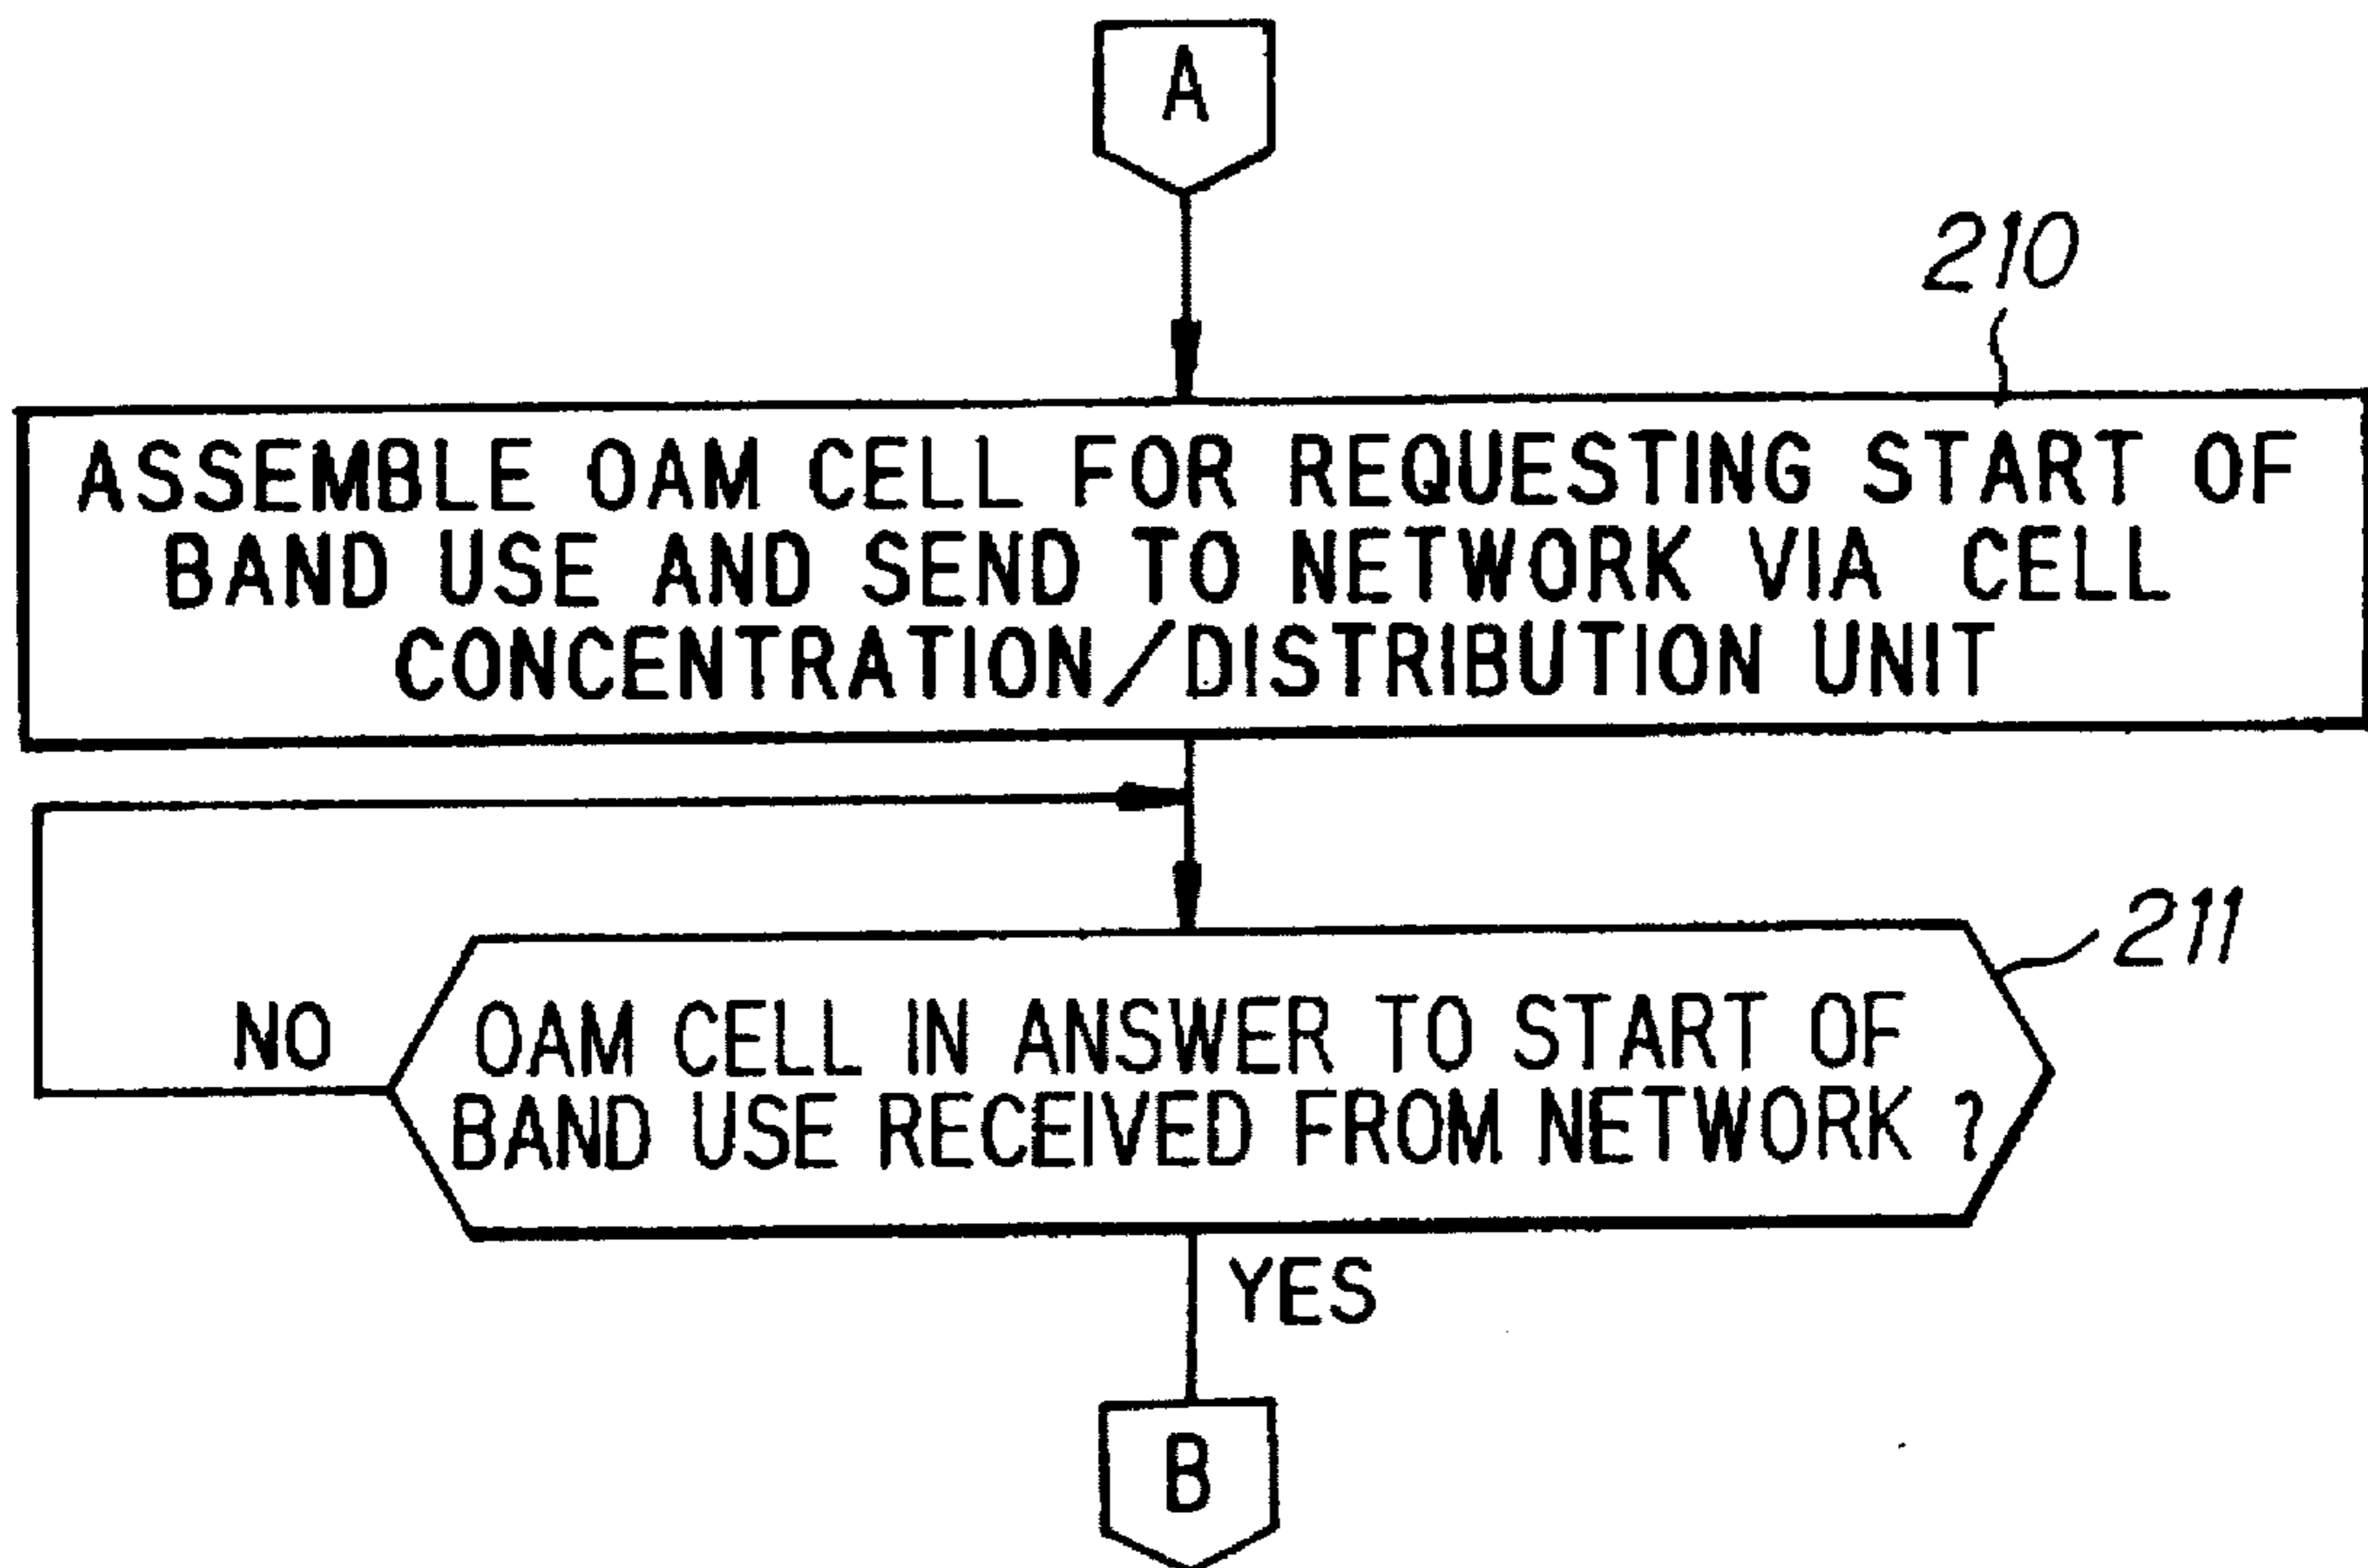 A
210
ASSEMBLE OAM CELL FOR REQUESTING START OF
BAND USE AND SEND TO NETWORK VIA CELL
CONCENTRATION/DISTRIBUTION UNIT
211
NO
OAM CELL IN ANSWER TO START OF
BAND USE RECEIVED FROM NETWORK ?
YES
B